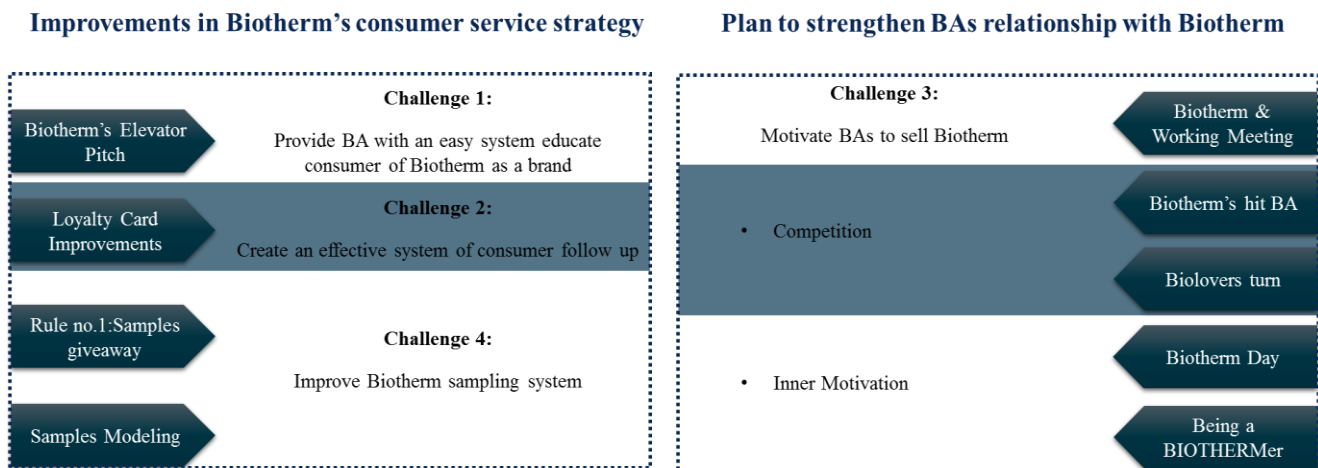 Improvements in Biotherm's consumer service strategy
Biotherm's Elevator
Pitch
Challenge 1:
Provide BA with an easy system educate
consumer of Biotherm as a brand
Loyalty Card
Improvements
Challenge 2:
Create an effective system of consumer follow up
Rule no.1:Samples
giveaway
Challenge 4:
Improve Biotherm sampling system
Samples Modeling
Plan to strengthen BAs relationship with Biotherm
Challenge 3:
Motivate BAs to sell Biotherm
Biotherm &
Working Meeting
• Competition
Biotherm's hit BA
Biolovers turn
• Inner Motivation
Biotherm Day
Being a
BIOTHERMer